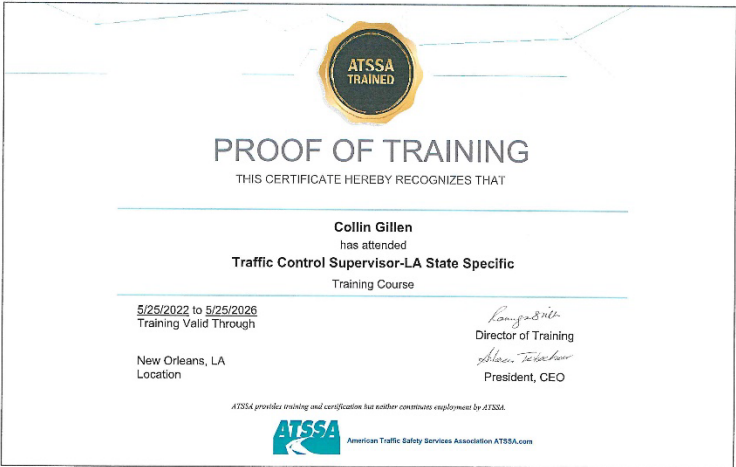 ATSSA
TRAINED
PROOF OF TRAINING
THIS CERTIFICATE HEREBY RECOGNIZES THAT
Collin Gillen
has attended
Traffic Control Supervisor-LA State Specific
Training Course
5/25/2022 to 5/25/2026
Training Valid Through
Director of Training
New Orleans, LA
Location
President, CEO
ATSSA provides training and certification but neither constitutes employment by ATSSA.
ATSSA
American Traffic Safety Services Association ATSSA.com